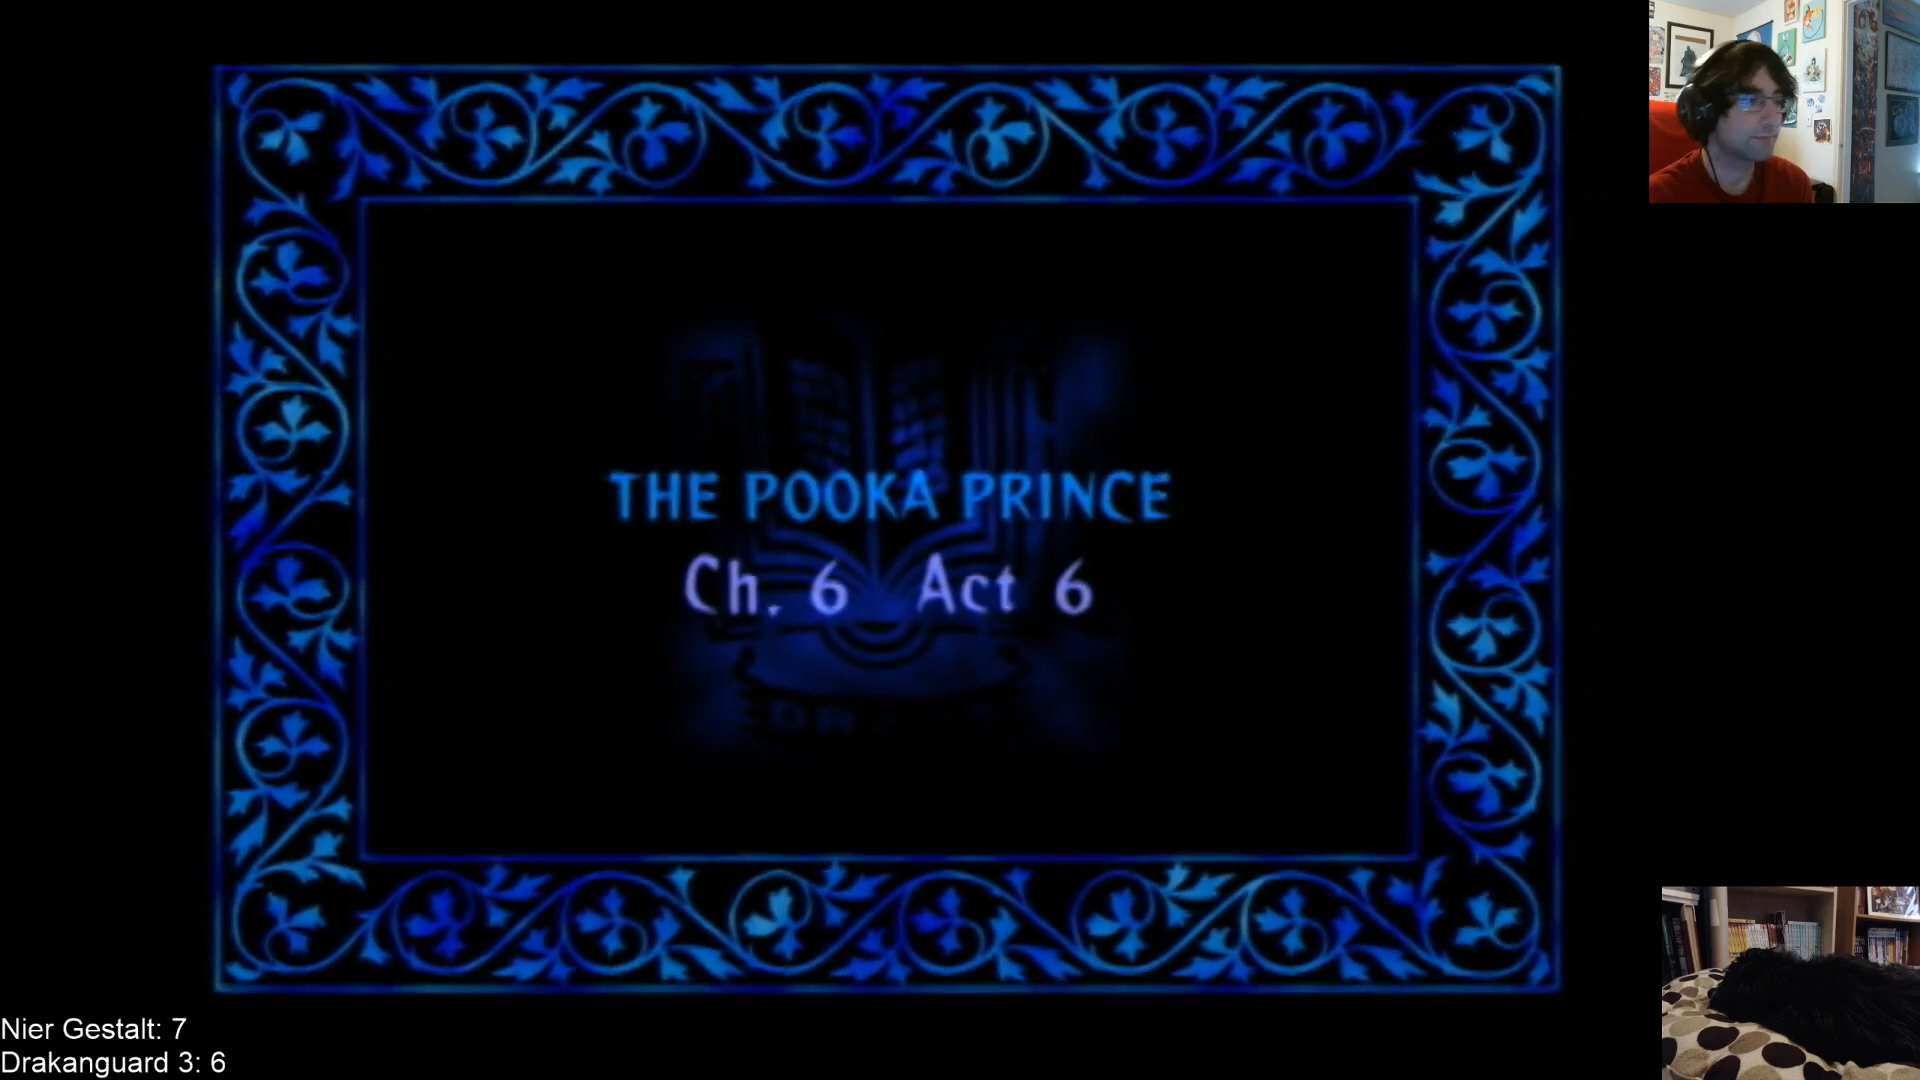 THE POOKA PRINCE
Ch. 6 Act 6
Nier Gestalt: 7
Drakanguard 3: 6